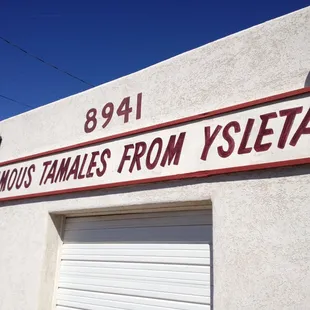 8941
MOUS TAMALES FROM YSLETA